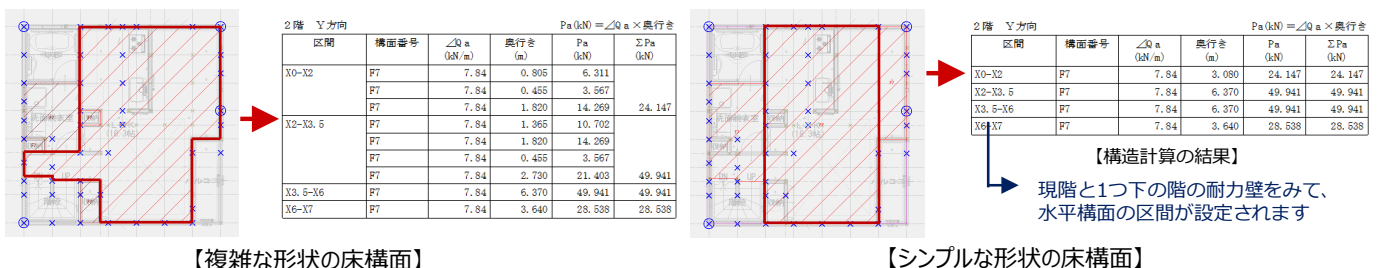 2階 Y方向 Pa(kN)＝⊿Qa×奥行き
区間 構面番号 ⊿Qa (kN/m) 奥行き (m) Pa (kN) ΣPa (kN)
X0-X2 F7 7.84 0.805 6.311
F7 7.84 0.455 3.567
F7 7.84 1.820 14.269 24.147
X2-X3.5 F7 7.84 1.365 10.702
F7 7.84 1.820 14.269
F7 7.84 0.455 3.567
F7 7.84 2.730 21.403 49.941
X3.5-X6 F7 7.84 6.370 49.941 49.941
X6-X7 F7 7.84 3.640 28.538 28.538
【複雑な形状の床構面】
2階 Y方向 Pa(kN)＝⊿Qa×奥行き
区間 構面番号 ⊿Qa (kN/m) 奥行き (m) Pa (kN) ΣPa (kN)
X0-X2 F7 7.84 3.080 24.147 24.147
X2-X3.5 F7 7.84 6.370 49.941 49.941
X3.5-X6 F7 7.84 6.370 49.941 49.941
X6-X7 F7 7.84 3.640 28.538 28.538
【構造計算の結果】
現階と1つ下の階の耐力壁をみて、
水平構面の区間が設定されます
【シンプルな形状の床構面】